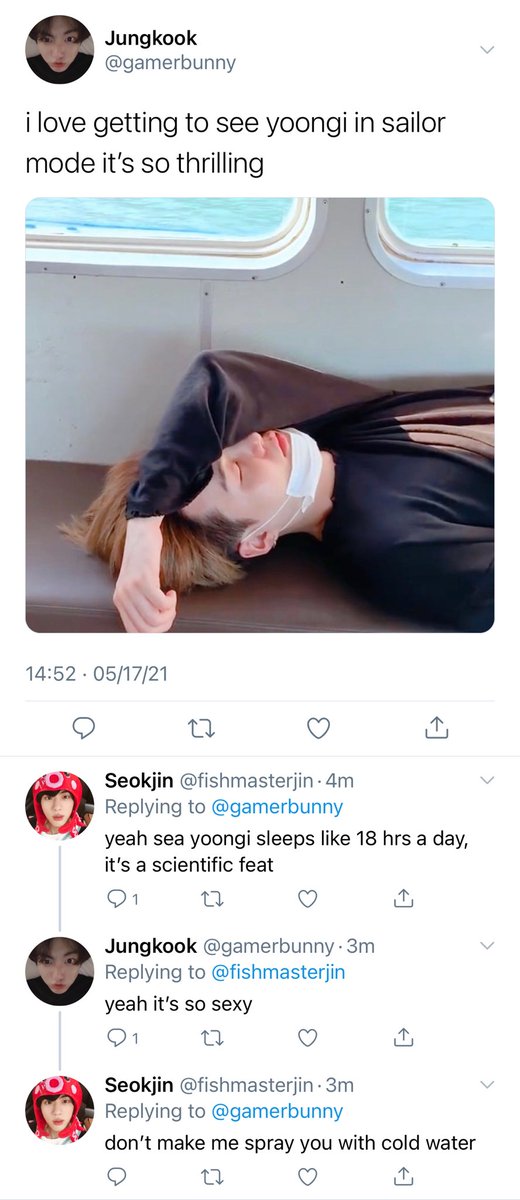 Jungkook
@gamerbunny
i love getting to see yoongi in sailor
mode it's so thrilling
14:52 · 05/17/21
Seokjin @fishmasterjin · 4m
Replying to @gamerbunny
yeah sea yoongi sleeps like 18 hrs a day,
it's a scientific feat
1
Jungkook @gamerbunny · 3m
Replying to @fishmasterjin
yeah it's so sexy
1
Seokjin @fishmasterjin · 3m
Replying to @gamerbunny
don't make me spray you with cold water